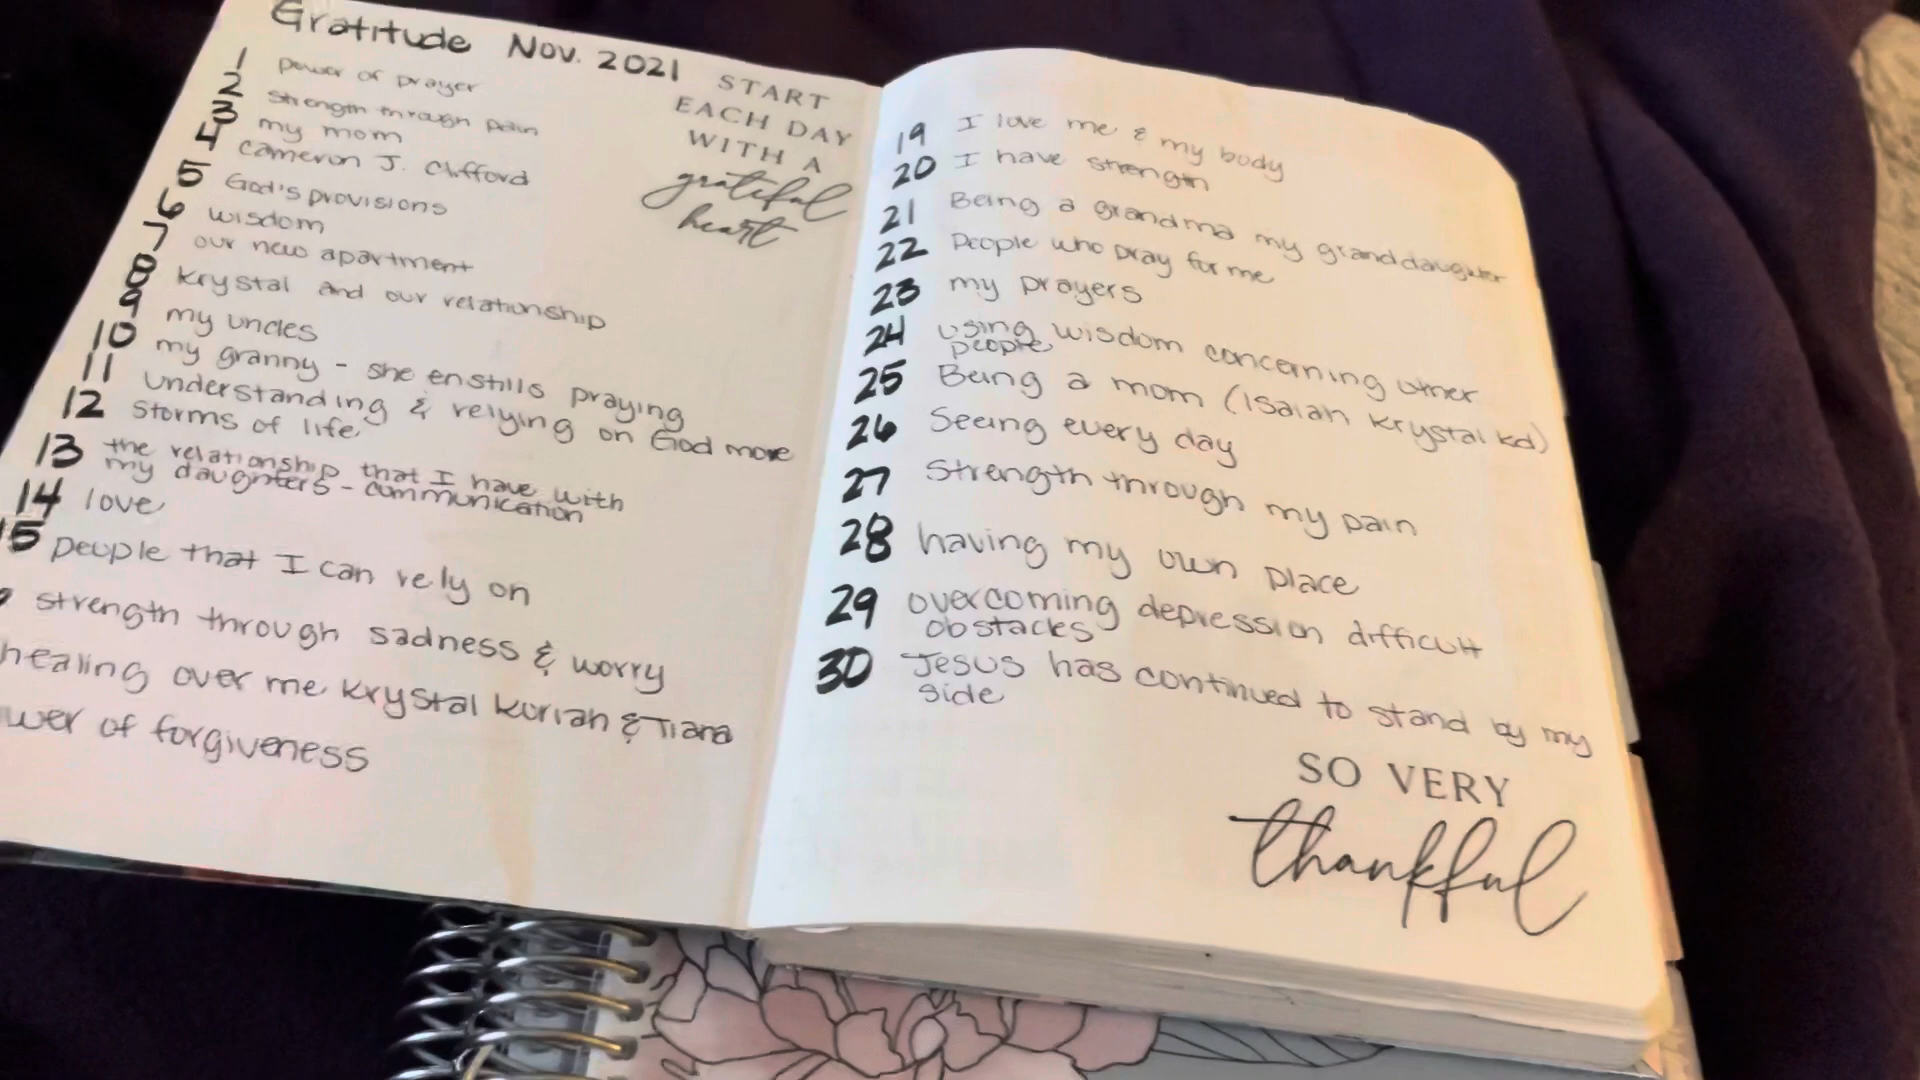 Gratitude Nov. 2021
START
EACH DAY
WITH A
grateful
heart
1 power of prayer
2 strength through pain
3 my mom
4 Cameron J. Clifford
5 God's provisions
6 wisdom
7 our new apartment
8 Krystal and our relationship
9 my uncles
10 my granny - she enstills praying
11 understanding & relying on God more
12 storms of life
13 the relationship that I have with
my daughters - communication
14 love
15 people that I can rely on
strength through sadness & worry
healing over me Krystal Korian & Tiana
wer of forgiveness
19 I love me & my body
20 I have strength
21 Being a grandma my granddaughter
22 People who pray for me
23 my prayers
24 using wisdom concerning other
people
25 Being a mom (Isaiah Krystal Kd)
26 Seeing every day
27 Strength through my pain
28 having my own place
29 overcoming depression difficult
obstacles
30 Jesus has continued to stand by my
side
SO VERY
thankful